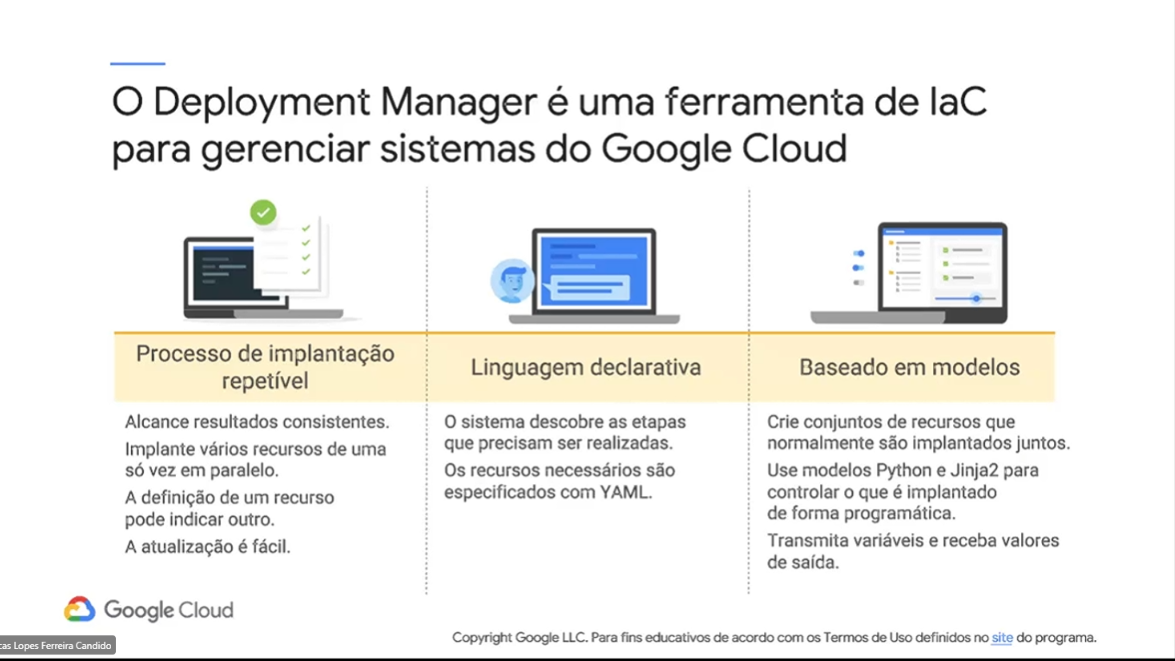 O Deployment Manager é uma ferramenta de IaC
para gerenciar sistemas do Google Cloud
Processo de implantação
repetível
Alcance resultados consistentes.
Implante vários recursos de uma
só vez em paralelo.
A definição de um recurso
pode indicar outro.
A atualização é fácil.
Linguagem declarativa
O sistema descobre as etapas
que precisam ser realizadas.
Os recursos necessários são
especificados com YAML.
Baseado em modelos
Crie conjuntos de recursos que
normalmente são implantados juntos.
Use modelos Python e Jinja2 para
controlar o que é implantado
de forma programática.
Transmita variáveis e receba valores
de saída.
Google Cloud
Lopes Ferreira Candido
Copyright Google LLC. Para fins educativos de acordo com os Termos de Uso definidos no site do programa.